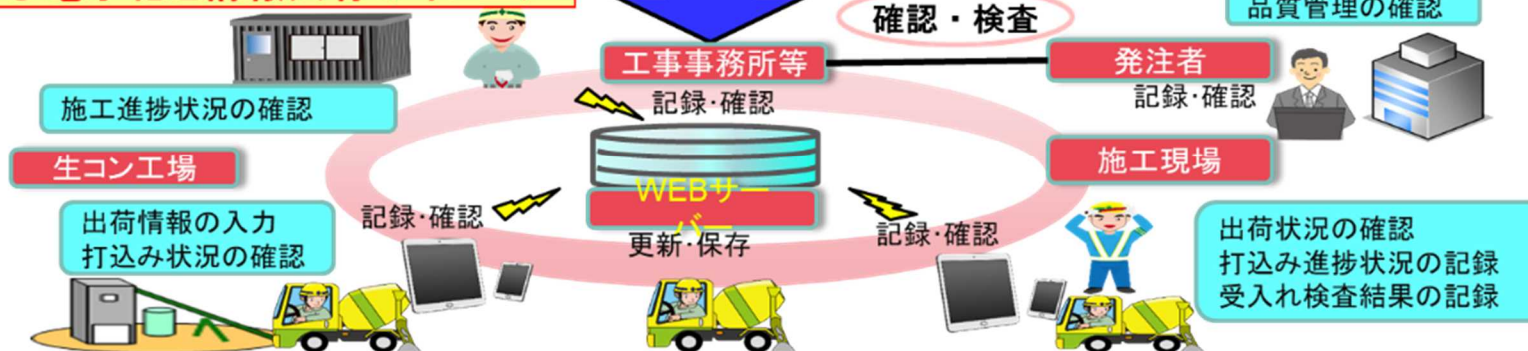 確認・検査
品質管理の確認
工事事務所等
発注者
記録・確認
記録・確認
施工進捗状況の確認
生コン工場
施工現場
WEBサー
バー
更新・保存
記録・確認
記録・確認
出荷情報の入力
打込み状況の確認
出荷状況の確認
打込み進捗状況の記録
受入れ検査結果の記録